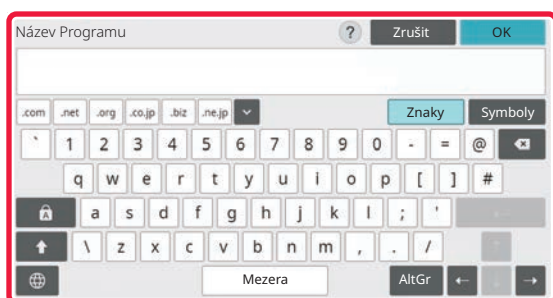 Název Programu ? Zrušit OK
.com .net .org .co.jp .biz .ne.jp Znaky Symboly
` 1 2 3 4 5 6 7 8 9 0 - = @
q w e r t y u i o p [ ] #
A a s d f g h j k l ; '
\ z x c v b n m , . /
Mezera AltGr